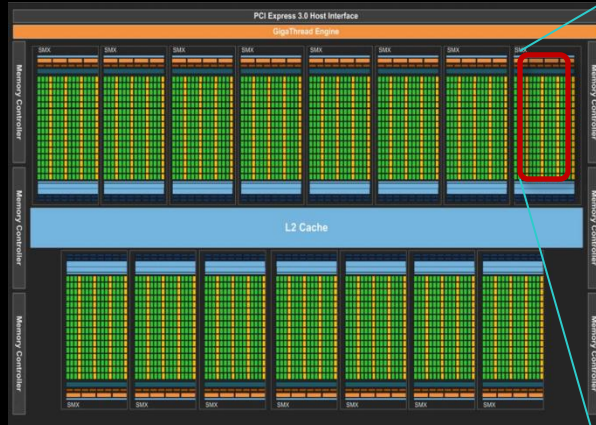 PCI Express 3.0 Host Interface
GigaThread Engine
SMX SMX SMX SMX SMX SMX SMX SMX
Memory Controller
Memory Controller
Memory Controller
Memory Controller
Memory Controller
Memory Controller
L2 Cache
SMX SMX SMX SMX SMX SMX SMX